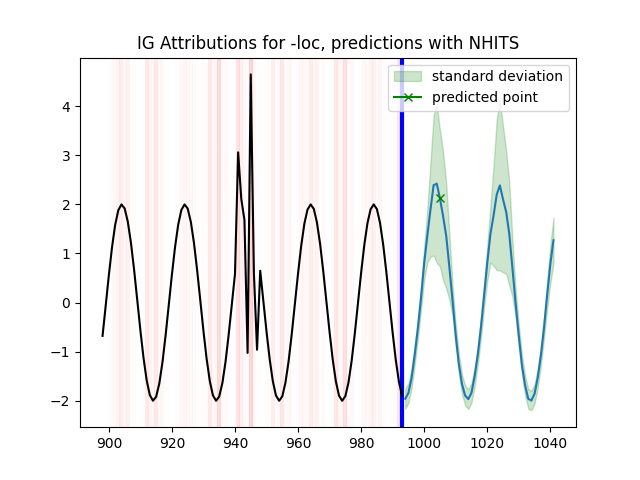 IG Attributions for -loc, predictions with NHITS
standard deviation
predicted point
4
3
2
1
0
−1
−2
900 920 940 960 980 1000 1020 1040